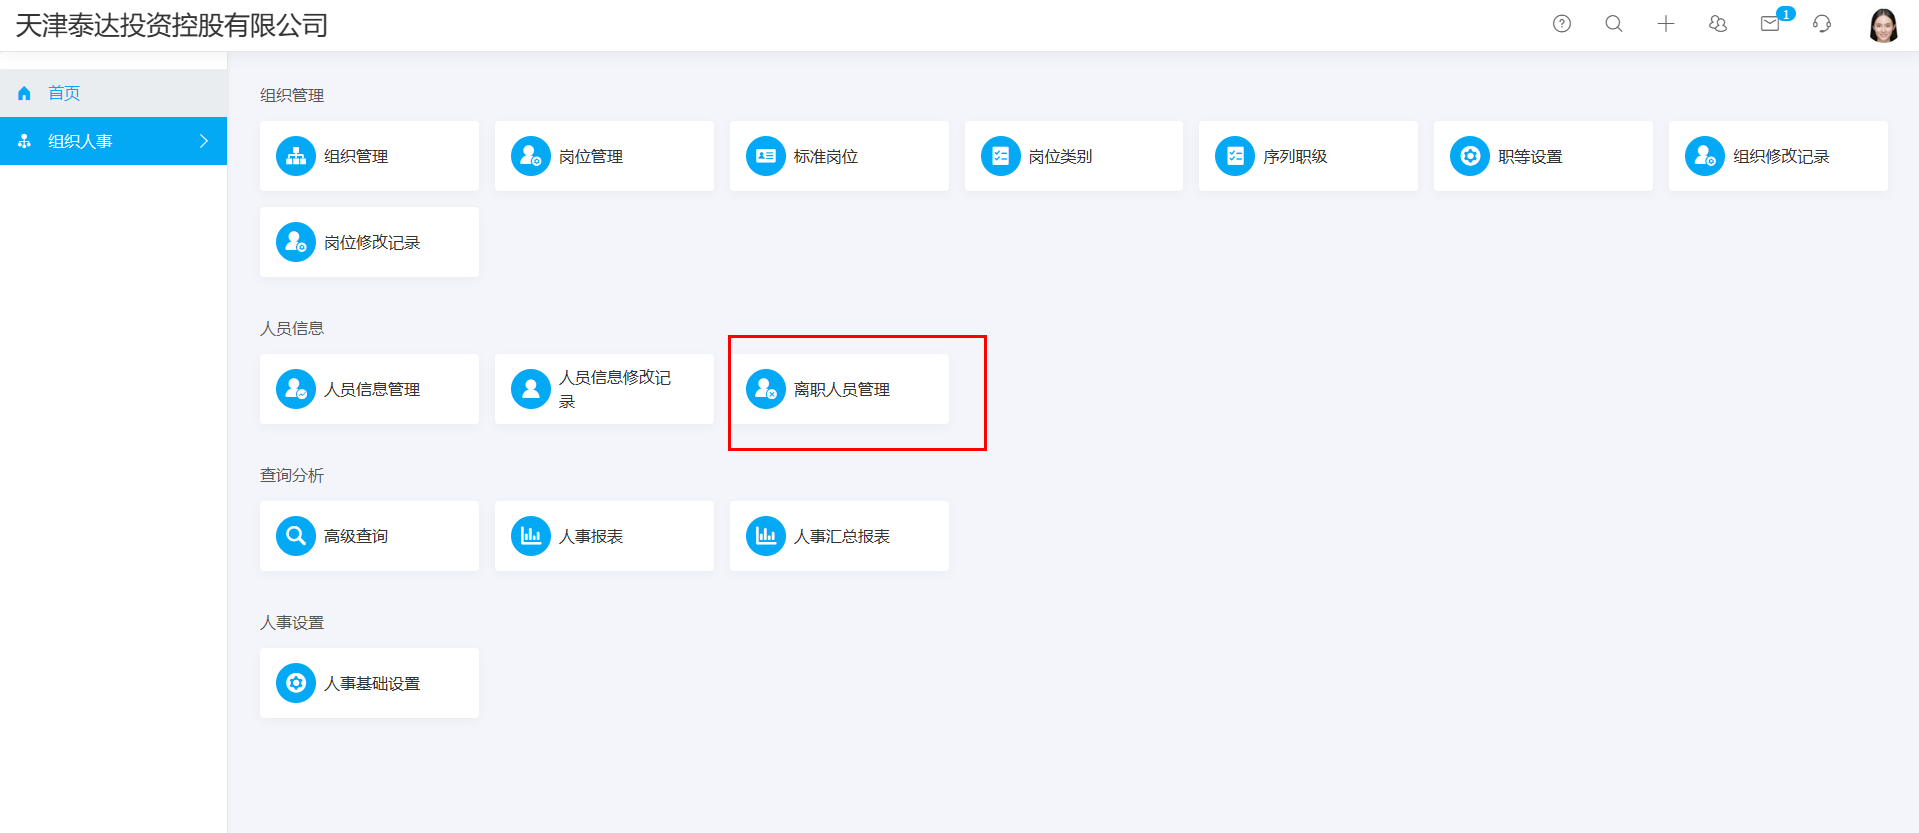 天津泰达投资控股有限公司
1
首页
组织人事
组织管理
组织管理
岗位管理
标准岗位
岗位类别
序列职级
职等设置
组织修改记录
岗位修改记录
人员信息
人员信息管理
人员信息修改记
录
离职人员管理
查询分析
高级查询
人事报表
人事汇总报表
人事设置
人事基础设置